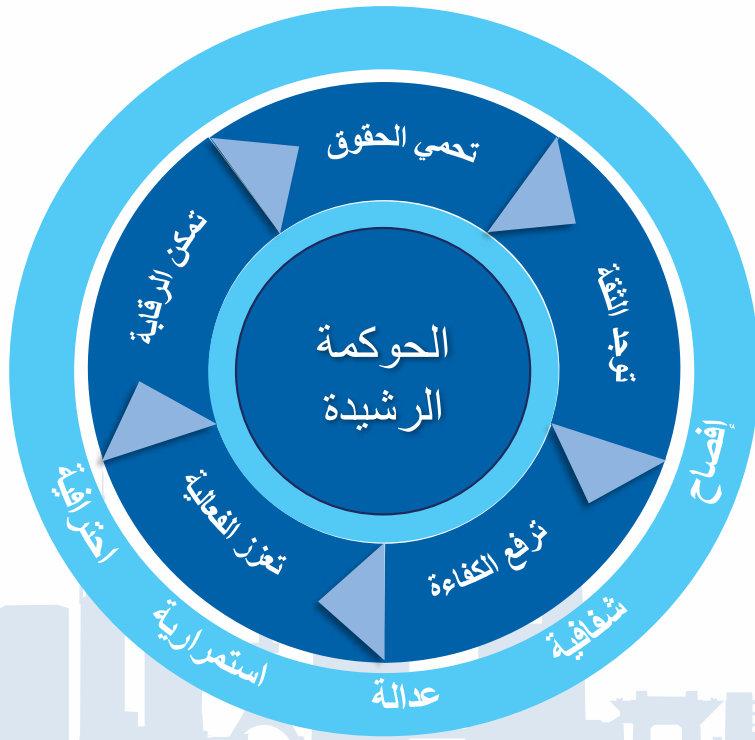 الحوكمة
الرشيدة
تحمي الحقوق
توجد الثقة
ترفع الكفاءة
تعزز الفعالية
تمكن الرقابة
إفصاح
شفافية
عدالة
استمرارية
احترافية